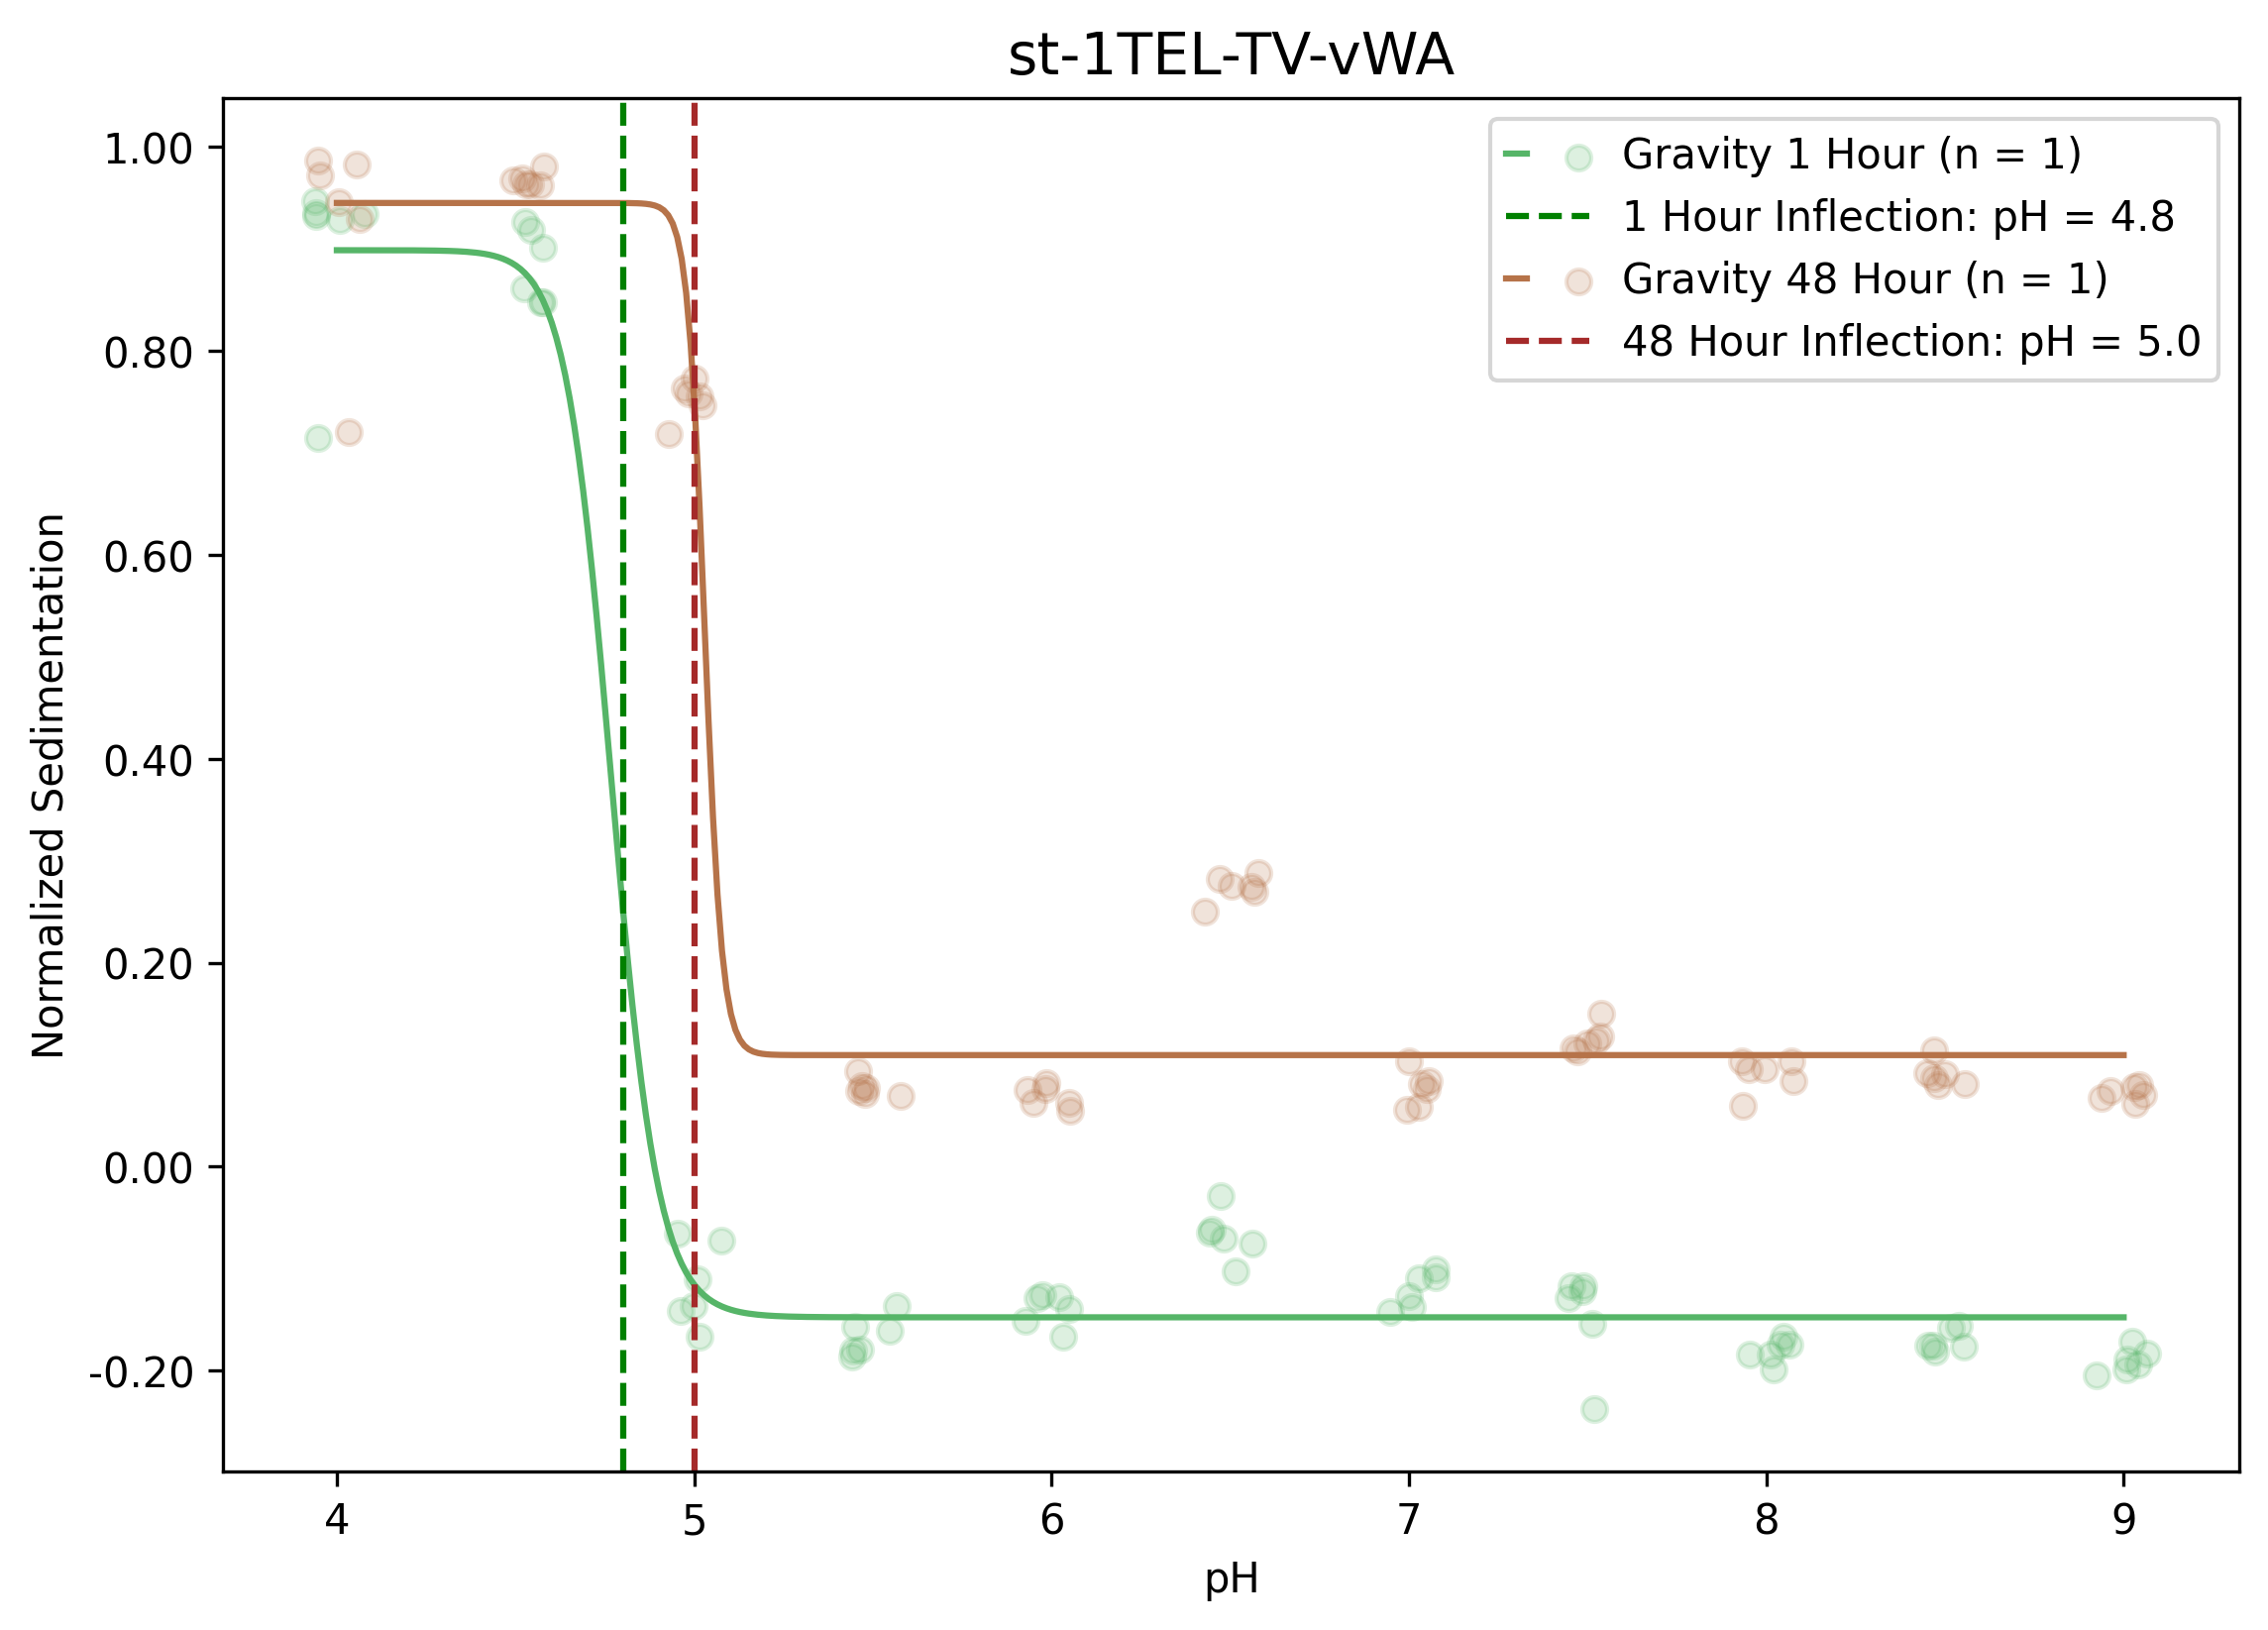 st-1TEL-TV-vWA
Gravity 1 Hour (n = 1)
1 Hour Inflection: pH = 4.8
Gravity 48 Hour (n = 1)
48 Hour Inflection: pH = 5.0
Normalized Sedimentation
1.00
0.80
0.60
0.40
0.20
0.00
-0.20
4 5 6 7 8 9
pH